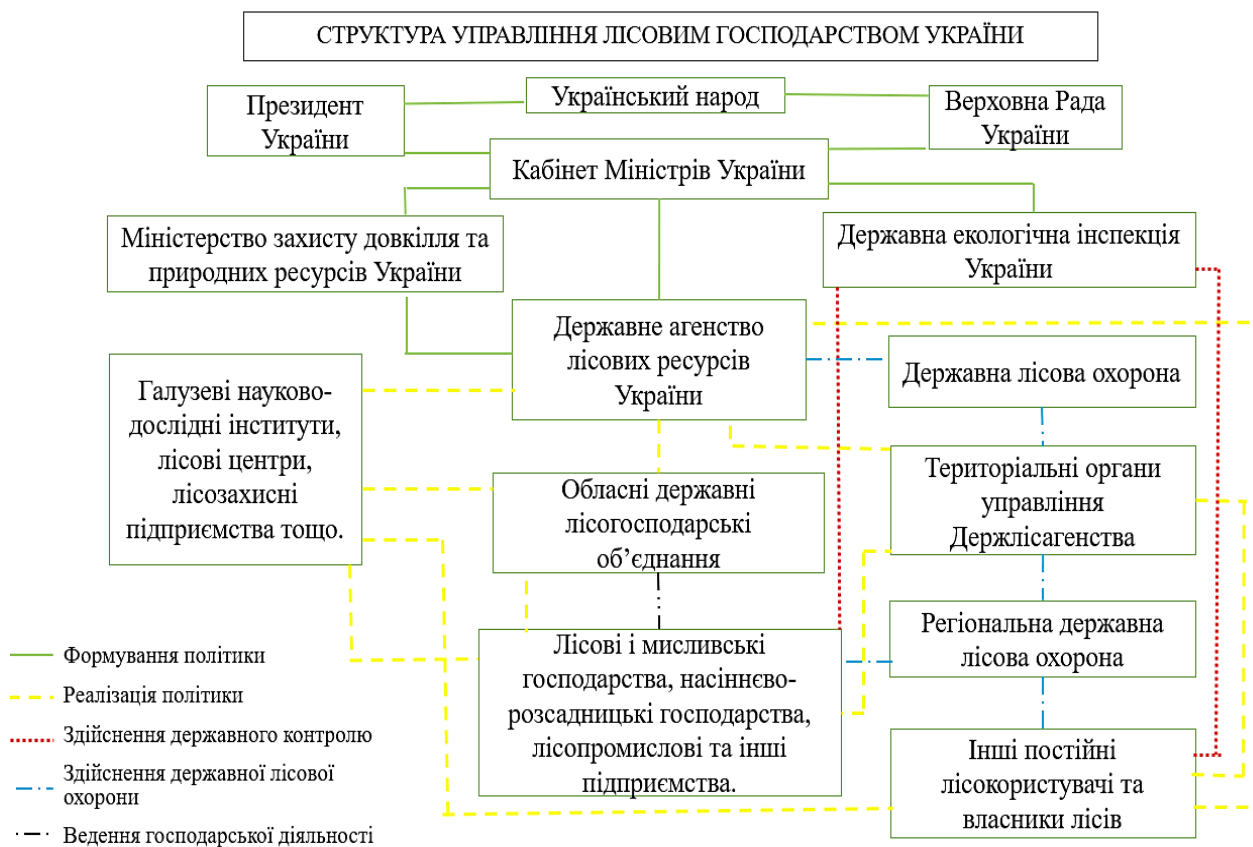 СТРУКТУРА УПРАВЛІННЯ ЛІСОВИМ ГОСПОДАРСТВОМ УКРАЇНИ
Президент
України
Український народ
Верховна Рада
України
Кабінет Міністрів України
Міністерство захисту довкілля та
природних ресурсів України
Державна екологічна інспекція
України
Державне агенство
лісових ресурсів
України
Державна лісова охорона
Галузеві науково-
дослідні інститути,
лісові центри,
лісозахисні
підприємства тощо.
Обласні державні
лісогосподарські
об’єднання
Територіальні органи
управління
Держлісагенства
Лісові і мисливські
господарства, насіннєво-
розсадницькі господарства,
лісопромислові та інші
підприємства.
Регіональна державна
лісова охорона
Інші постійні
лісокористувачі та
власники лісів
Формування політики
Реалізація політики
Здійснення державного контролю
Здійснення державної лісової
охорони
Ведення господарської діяльності